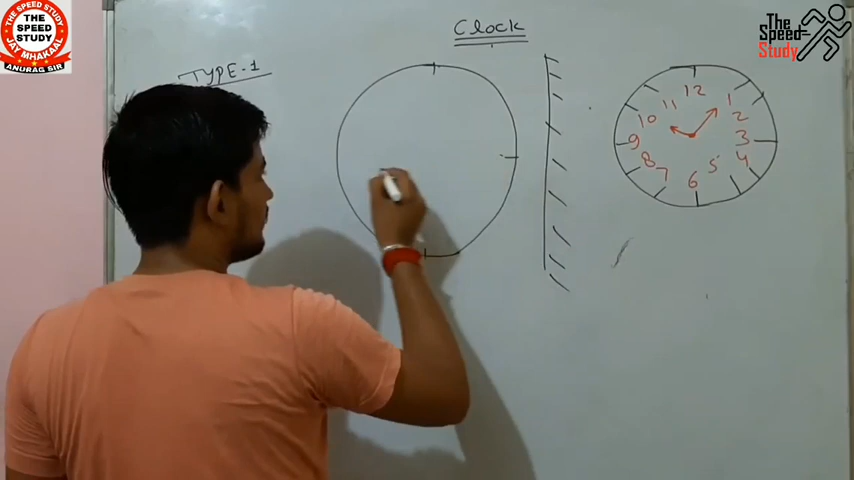 THE
SPEED
STUDY
JAY MHAKAAL
ANURAG SIR
Clock
The
Speed
Study
TYPE-1
12
11
1
10
2
9
3
8
4
7
5
6